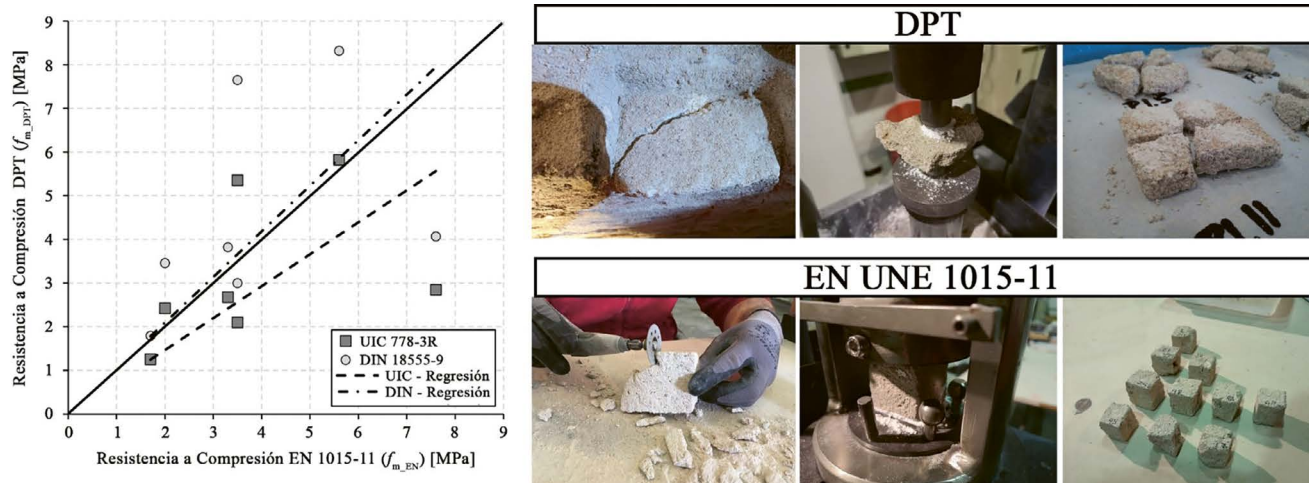 9
8
7
6
5
4
3
2
1
0
Resistencia a Compresión DPT (f_m_DPT) [MPa]
UIC 778-3R
DIN 18555-9
UIC - Regresión
DIN - Regresión
0 1 2 3 4 5 6 7 8 9
Resistencia a Compresión EN 1015-11 (f_m_EN) [MPa]
DPT
EN UNE 1015-11